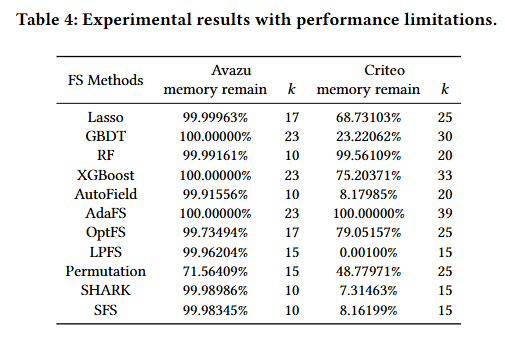 Table 4: Experimental results with performance limitations.
FS Methods Avazu Criteo
memory remain k memory remain k
Lasso 99.99963% 17 68.73103% 25
GBDT 100.00000% 23 23.22062% 30
RF 99.99161% 10 99.56109% 20
XGBoost 100.00000% 23 75.20371% 33
AutoField 99.91556% 10 8.17985% 20
AdaFS 100.00000% 23 100.00000% 39
OptFS 99.73494% 17 79.05157% 25
LPFS 99.96204% 15 0.00100% 15
Permutation 71.56409% 15 48.77971% 25
SHARK 99.98986% 10 7.31463% 15
SFS 99.98345% 10 8.16199% 15